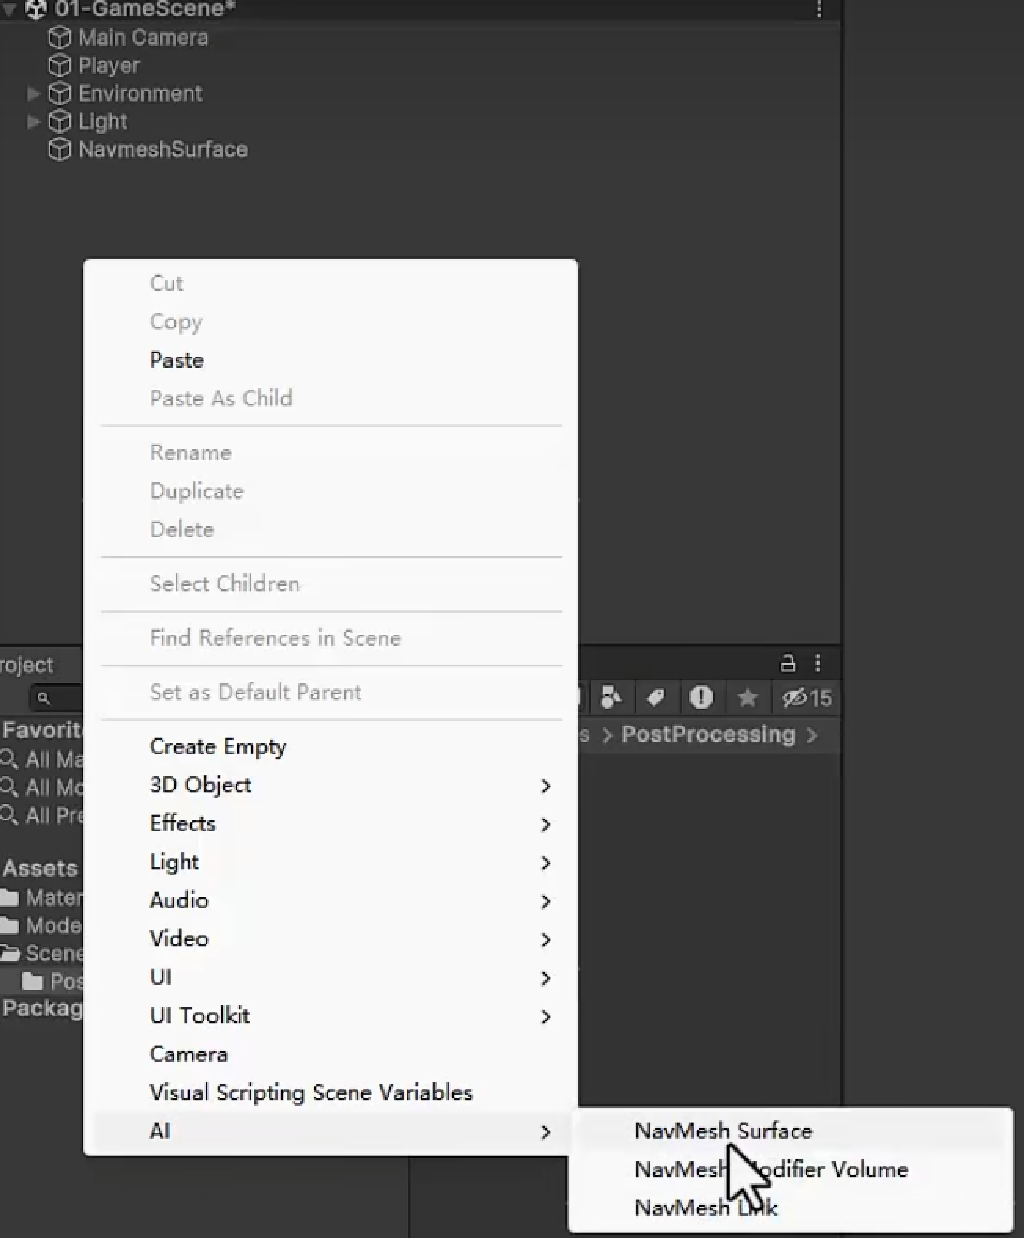 01-GameScene*
Main Camera
Player
Environment
Light
NavmeshSurface
Cut
Copy
Paste
Paste As Child
Rename
Duplicate
Delete
Select Children
Find References in Scene
Set as Default Parent
Create Empty
3D Object
Effects
Light
Audio
Video
UI
UI Toolkit
Camera
Visual Scripting Scene Variables
AI
NavMesh Surface
NavMesh Modifier Volume
NavMesh Link
roject
15
Favorit
s > PostProcessing >
All Ma
All Mo
All Pre
Assets
Mater
Mode
Scene
Pos
Packag